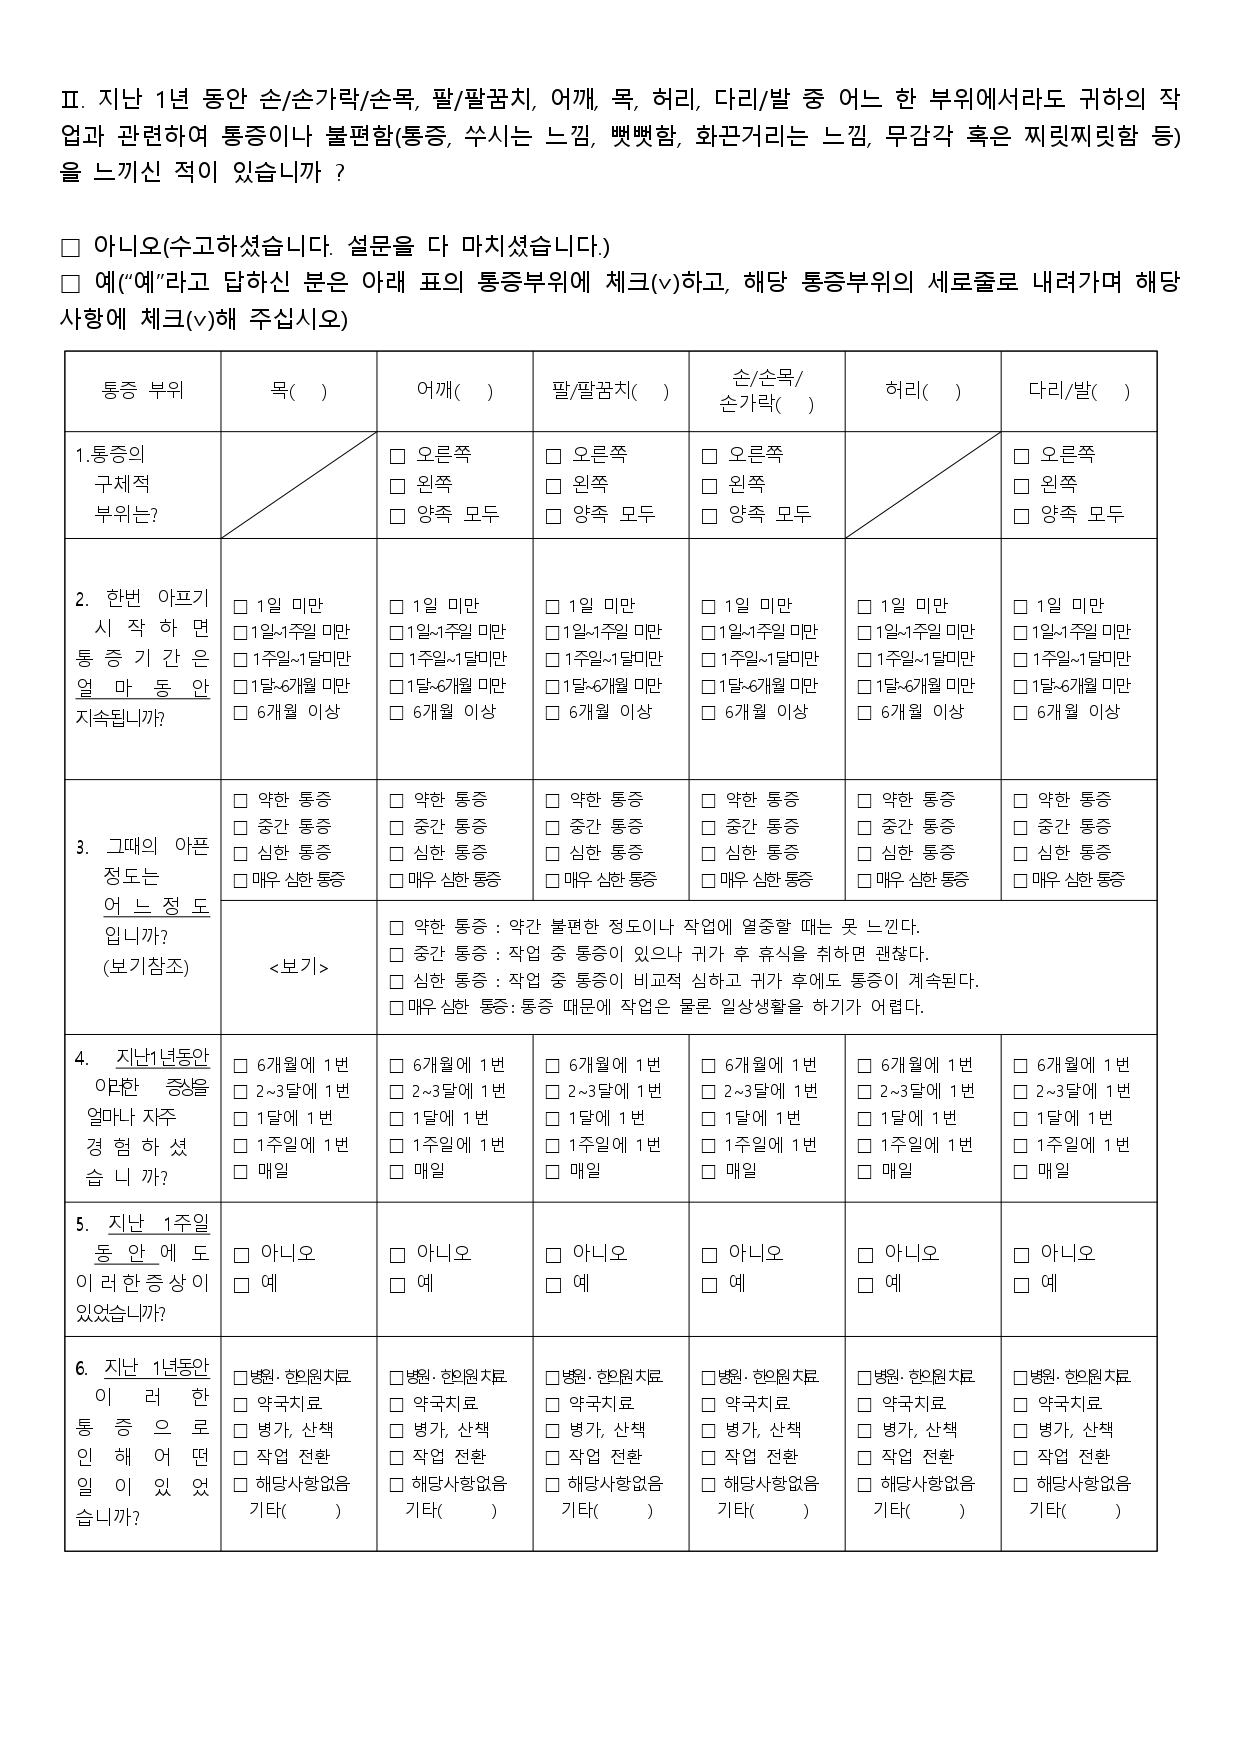 Ⅱ. 지난 1년 동안 손/손가락/손목, 팔/팔꿈치, 어깨, 목, 허리, 다리/발 중 어느 한 부위에서라도 귀하의 작
업과 관련하여 통증이나 불편함(통증, 쑤시는 느낌, 뻣뻣함, 화끈거리는 느낌, 무감각 혹은 찌릿찌릿함 등)
을 느끼신 적이 있습니까 ?
□ 아니오(수고하셨습니다. 설문을 다 마치셨습니다.)
□ 예(“예”라고 답하신 분은 아래 표의 통증부위에 체크(∨)하고, 해당 통증부위의 세로줄로 내려가며 해당
사항에 체크(∨)해 주십시오)
통증 부위 목( ) 어깨( ) 팔/팔꿈치( ) 손/손목/ 허리( ) 다리/발( )
손가락( )
1.통증의 □ 오른쪽 □ 오른쪽 □ 오른쪽 □ 오른쪽
구체적 □ 왼쪽 □ 왼쪽 □ 왼쪽 □ 왼쪽
부위는? □ 양족 모두 □ 양족 모두 □ 양족 모두 □ 양족 모두
2. 한번 아프기
시 작 하 면
통 증 기 간 은
얼 마 동 안
지속됩니까?
□ 1일 미만 □ 1일 미만 □ 1일 미만 □ 1일 미만 □ 1일 미만 □ 1일 미만
□1일~1주일 미만 □1일~1주일 미만 □1일~1주일 미만 □1일~1주일 미만 □1일~1주일 미만 □1일~1주일 미만
□ 1주일~1달미만 □ 1주일~1달미만 □ 1주일~1달미만 □ 1주일~1달미만 □ 1주일~1달미만 □ 1주일~1달미만
□1달~6개월 미만 □1달~6개월 미만 □1달~6개월 미만 □1달~6개월 미만 □1달~6개월 미만 □1달~6개월 미만
□ 6개월 이상 □ 6개월 이상 □ 6개월 이상 □ 6개월 이상 □ 6개월 이상 □ 6개월 이상
3. 그때의 아픈
정도는
어 느 정 도
입니까?
(보기참조)
□ 약한 통증 □ 약한 통증 □ 약한 통증 □ 약한 통증 □ 약한 통증 □ 약한 통증
□ 중간 통증 □ 중간 통증 □ 중간 통증 □ 중간 통증 □ 중간 통증 □ 중간 통증
□ 심한 통증 □ 심한 통증 □ 심한 통증 □ 심한 통증 □ 심한 통증 □ 심한 통증
□매우 심한 통증 □매우 심한 통증 □매우 심한 통증 □매우 심한 통증 □매우 심한 통증 □매우 심한 통증
<보기>
□ 약한 통증 : 약간 불편한 정도이나 작업에 열중할 때는 못 느낀다.
□ 중간 통증 : 작업 중 통증이 있으나 귀가 후 휴식을 취하면 괜찮다.
□ 심한 통증 : 작업 중 통증이 비교적 심하고 귀가 후에도 통증이 계속된다.
□매우 심한 통증 : 통증 때문에 작업은 물론 일상생활을 하기가 어렵다.
4. 지난1년동안
이러한 증상을
얼마나 자주
경 험 하 셨
습 니 까?
□ 6개월에 1번 □ 6개월에 1번 □ 6개월에 1번 □ 6개월에 1번 □ 6개월에 1번 □ 6개월에 1번
□ 2~3달에 1번 □ 2~3달에 1번 □ 2~3달에 1번 □ 2~3달에 1번 □ 2~3달에 1번 □ 2~3달에 1번
□ 1달에 1번 □ 1달에 1번 □ 1달에 1번 □ 1달에 1번 □ 1달에 1번 □ 1달에 1번
□ 1주일에 1번 □ 1주일에 1번 □ 1주일에 1번 □ 1주일에 1번 □ 1주일에 1번 □ 1주일에 1번
□ 매일 □ 매일 □ 매일 □ 매일 □ 매일 □ 매일
5. 지난 1주일
동 안 에 도
이 러 한 증 상 이
있었습니까?
□ 아니오 □ 아니오 □ 아니오 □ 아니오 □ 아니오 □ 아니오
□ 예 □ 예 □ 예 □ 예 □ 예 □ 예
6. 지난 1년동안
이 러 한
통 증 으 로
인 해 어 떤
일 이 있 었
습니까?
□병원·한의원치료 □병원·한의원치료 □병원·한의원치료 □병원·한의원치료 □병원·한의원치료 □병원·한의원치료
□ 약국치료 □ 약국치료 □ 약국치료 □ 약국치료 □ 약국치료 □ 약국치료
□ 병가, 산책 □ 병가, 산책 □ 병가, 산책 □ 병가, 산책 □ 병가, 산책 □ 병가, 산책
□ 작업 전환 □ 작업 전환 □ 작업 전환 □ 작업 전환 □ 작업 전환 □ 작업 전환
□ 해당사항없음 □ 해당사항없음 □ 해당사항없음 □ 해당사항없음 □ 해당사항없음 □ 해당사항없음
기타( ) 기타( ) 기타( ) 기타( ) 기타( ) 기타( )